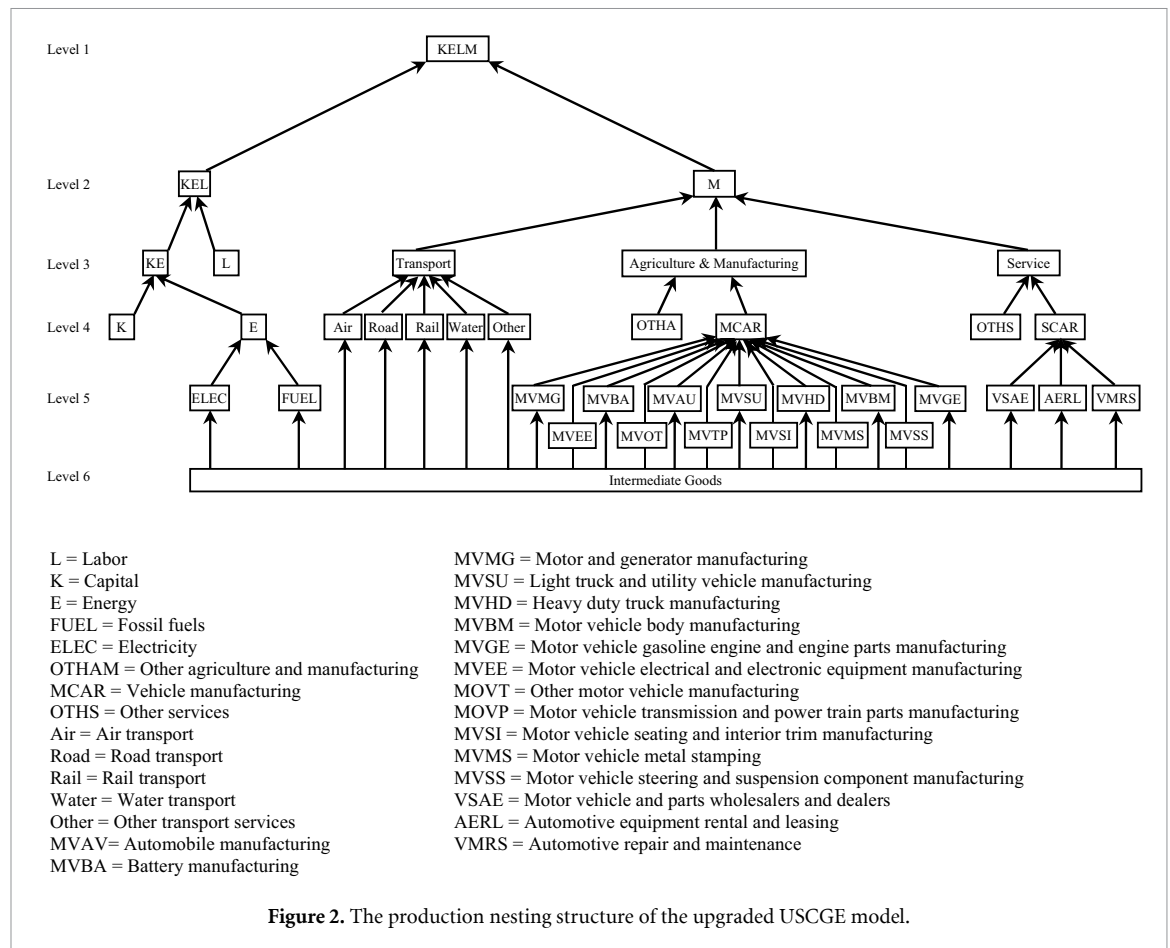 Level 1
KELM
Level 2
KEL
M
Level 3
KE
L
Transport
Agriculture & Manufacturing
Service
Level 4
K
E
Air
Road
Rail
Water
Other
OTHA
MCAR
OTHS
SCAR
Level 5
ELEC
FUEL
MVMG
MVBA
MVAU
MVSU
MVHD
MVBM
MVGE
VSAE
AERL
VMRS
MVEE
MVOT
MVTP
MVSI
MVMS
MVSS
Level 6
Intermediate Goods
L = Labor
K = Capital
E = Energy
FUEL = Fossil fuels
ELEC = Electricity
OTHAM = Other agriculture and manufacturing
MCAR = Vehicle manufacturing
OTHS = Other services
Air = Air transport
Road = Road transport
Rail = Rail transport
Water = Water transport
Other = Other transport services
MVAV= Automobile manufacturing
MVBA = Battery manufacturing
MVMG = Motor and generator manufacturing
MVSU = Light truck and utility vehicle manufacturing
MVHD = Heavy duty truck manufacturing
MVBM = Motor vehicle body manufacturing
MVGE = Motor vehicle gasoline engine and engine parts manufacturing
MVEE = Motor vehicle electrical and electronic equipment manufacturing
MOVT = Other motor vehicle manufacturing
MOVP = Motor vehicle transmission and power train parts manufacturing
MVSI = Motor vehicle seating and interior trim manufacturing
MVMS = Motor vehicle metal stamping
MVSS = Motor vehicle steering and suspension component manufacturing
VSAE = Motor vehicle and parts wholesalers and dealers
AERL = Automotive equipment rental and leasing
VMRS = Automotive repair and maintenance
Figure 2. The production nesting structure of the upgraded USCGE model.